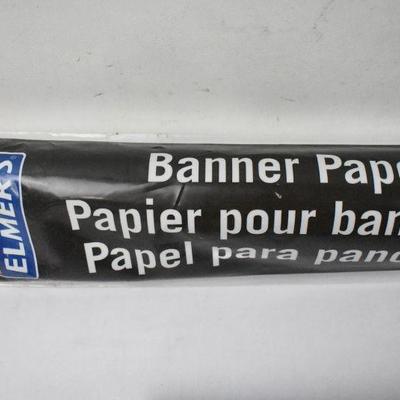 ELMER'S
Banner Pape
Papier pour ban
Papel para panc